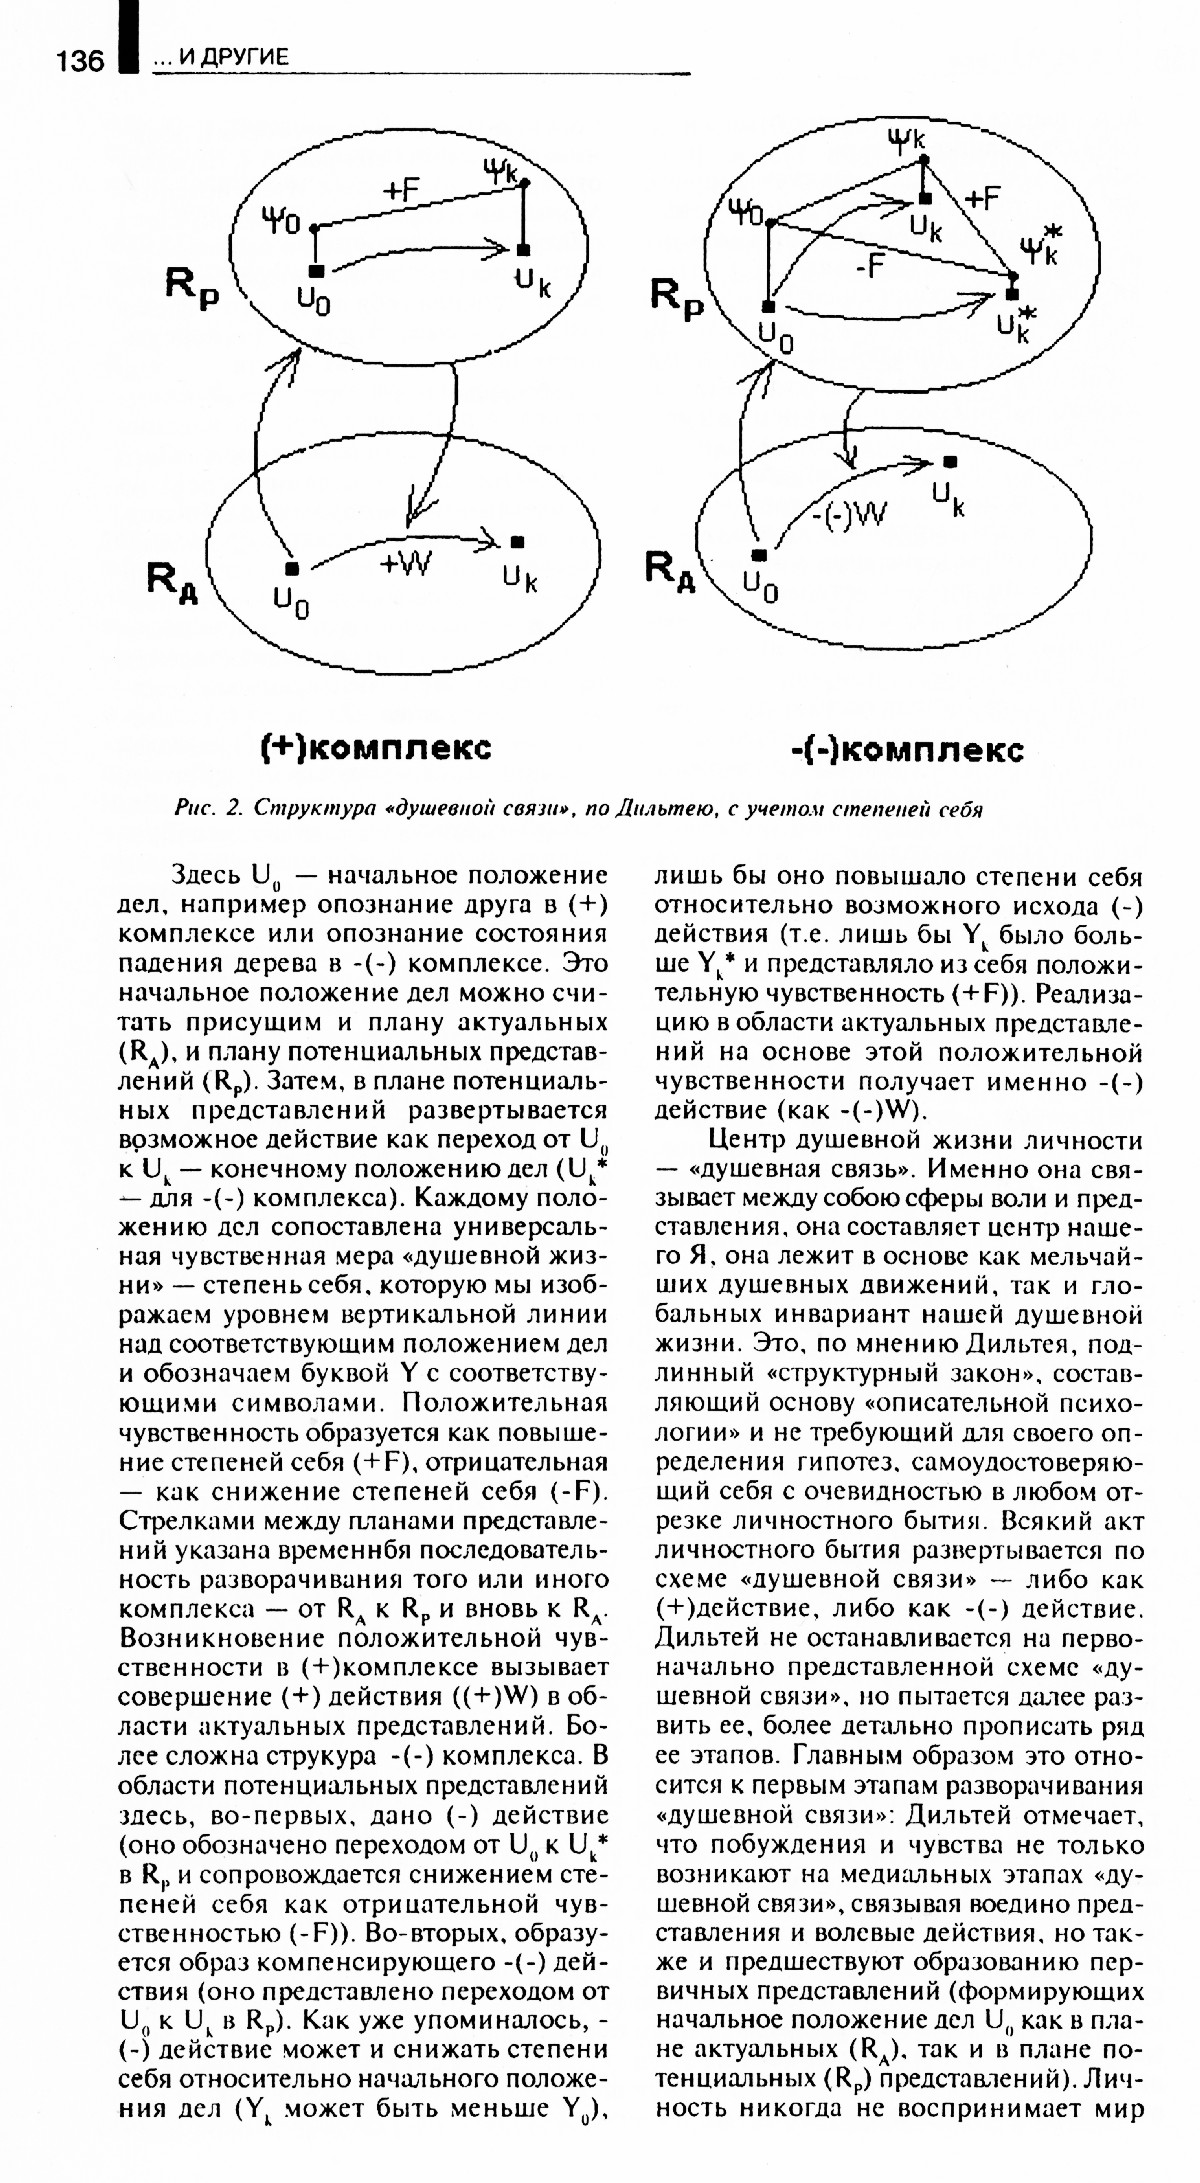 136
... И ДРУГИЕ
Ψk
+F
Ψ0
Rp
U0
Uk
Ψk
+F
Ψ0
Uk
Ψk*
-F
Rp
U0
Uk*
+W
Rд
U0
Uk
Uk
-(-)W
Rд
U0
(+)комплекс
-(-)комплекс
Рис. 2. Структура «душевной связи», по Дильтею, с учетом степеней себя
Здесь U₀ — начальное положение
дел, например опознание друга в (+)
комплексе или опознание состояния
падения дерева в -(-) комплексе. Это
начальное положение дел можно счи-
тать присущим и плану актуальных
(Rд), и плану потенциальных представ-
лений (Rр). Затем, в плане потенциаль-
ных представлений развертывается
возможное действие как переход от U₀
к Uk — конечному положению дел (Uk*
— для -(-) комплекса). Каждому поло-
жению дел сопоставлена универсаль-
ная чувственная мера «душевной жиз-
ни» — степень себя, которую мы изоб-
ражаем уровнем вертикальной линии
над соответствующим положением дел
и обозначаем буквой Y с соответству-
ющими символами. Положительная
чувственность образуется как повыше-
ние степеней себя (+F), отрицательная
— как снижение степеней себя (-F).
Стрелками между планами представле-
ний указана временнбя последователь-
ность разворачивания того или иного
комплекса — от Rд к Rр и вновь к Rд.
Возникновение положительной чув-
ственности в (+)комплексе вызывает
совершение (+) действия ((+)W) в об-
ласти актуальных представлений. Бо-
лее сложна струкура -(-) комплекса. В
области потенциальных представлений
здесь, во-первых, дано (-) действие
(оно обозначено переходом от U₀ к Uk*
в Rр и сопровождается снижением сте-
пеней себя как отрицательной чув-
ственностью (-F)). Во-вторых, образу-
ется образ компенсирующего -(-) дей-
ствия (оно представлено переходом от
U₀ к Uk в Rр). Как уже упоминалось, -
(-) действие может и снижать степени
себя относительно начального положе-
ния дел (Yk может быть меньше Y₀),
лишь бы оно повышало степени себя
относительно возможного исхода (-)
действия (т.е. лишь бы Yk было боль-
ше Yk* и представляло из себя положи-
тельную чувственность (+F)). Реализа-
цию в области актуальных представле-
ний на основе этой положительной
чувственности получает именно -(-)
действие (как -(-)W).
Центр душевной жизни личности
— «душевная связь». Именно она свя-
зывает между собою сферы воли и пред-
ставления, она составляет центр наше-
го Я, она лежит в основе как мельчай-
ших душевных движений, так и гло-
бальных инвариант нашей душевной
жизни. Это, по мнению Дильтея, под-
линный «структурный закон», состав-
ляющий основу «описательной психо-
логии» и не требующий для своего оп-
ределения гипотез, самоудостоверяю-
щий себя с очевидностью в любом от-
резке личностного бытия. Всякий акт
личностного бытия развертывается по
схеме «душевной связи» — либо как
(+)действие, либо как -(-) действие.
Дильтей не останавливается на перво-
начально представленной схеме «ду-
шевной связи», но пытается далее раз-
вить ее, более детально прописать ряд
ее этапов. Главным образом это отно-
сится к первым этапам разворачивания
«душевной связи»: Дильтей отмечает,
что побуждения и чувства не только
возникают на медиальных этапах «ду-
шевной связи», связывая воедино пред-
ставления и волевые действия, но так-
же и предшествуют образованию пер-
вичных представлений (формирующих
начальное положение дел U₀ как в пла-
не актуальных (Rд), так и в плане по-
тенциальных (Rр) представлений). Лич-
ность никогда не воспринимает мир